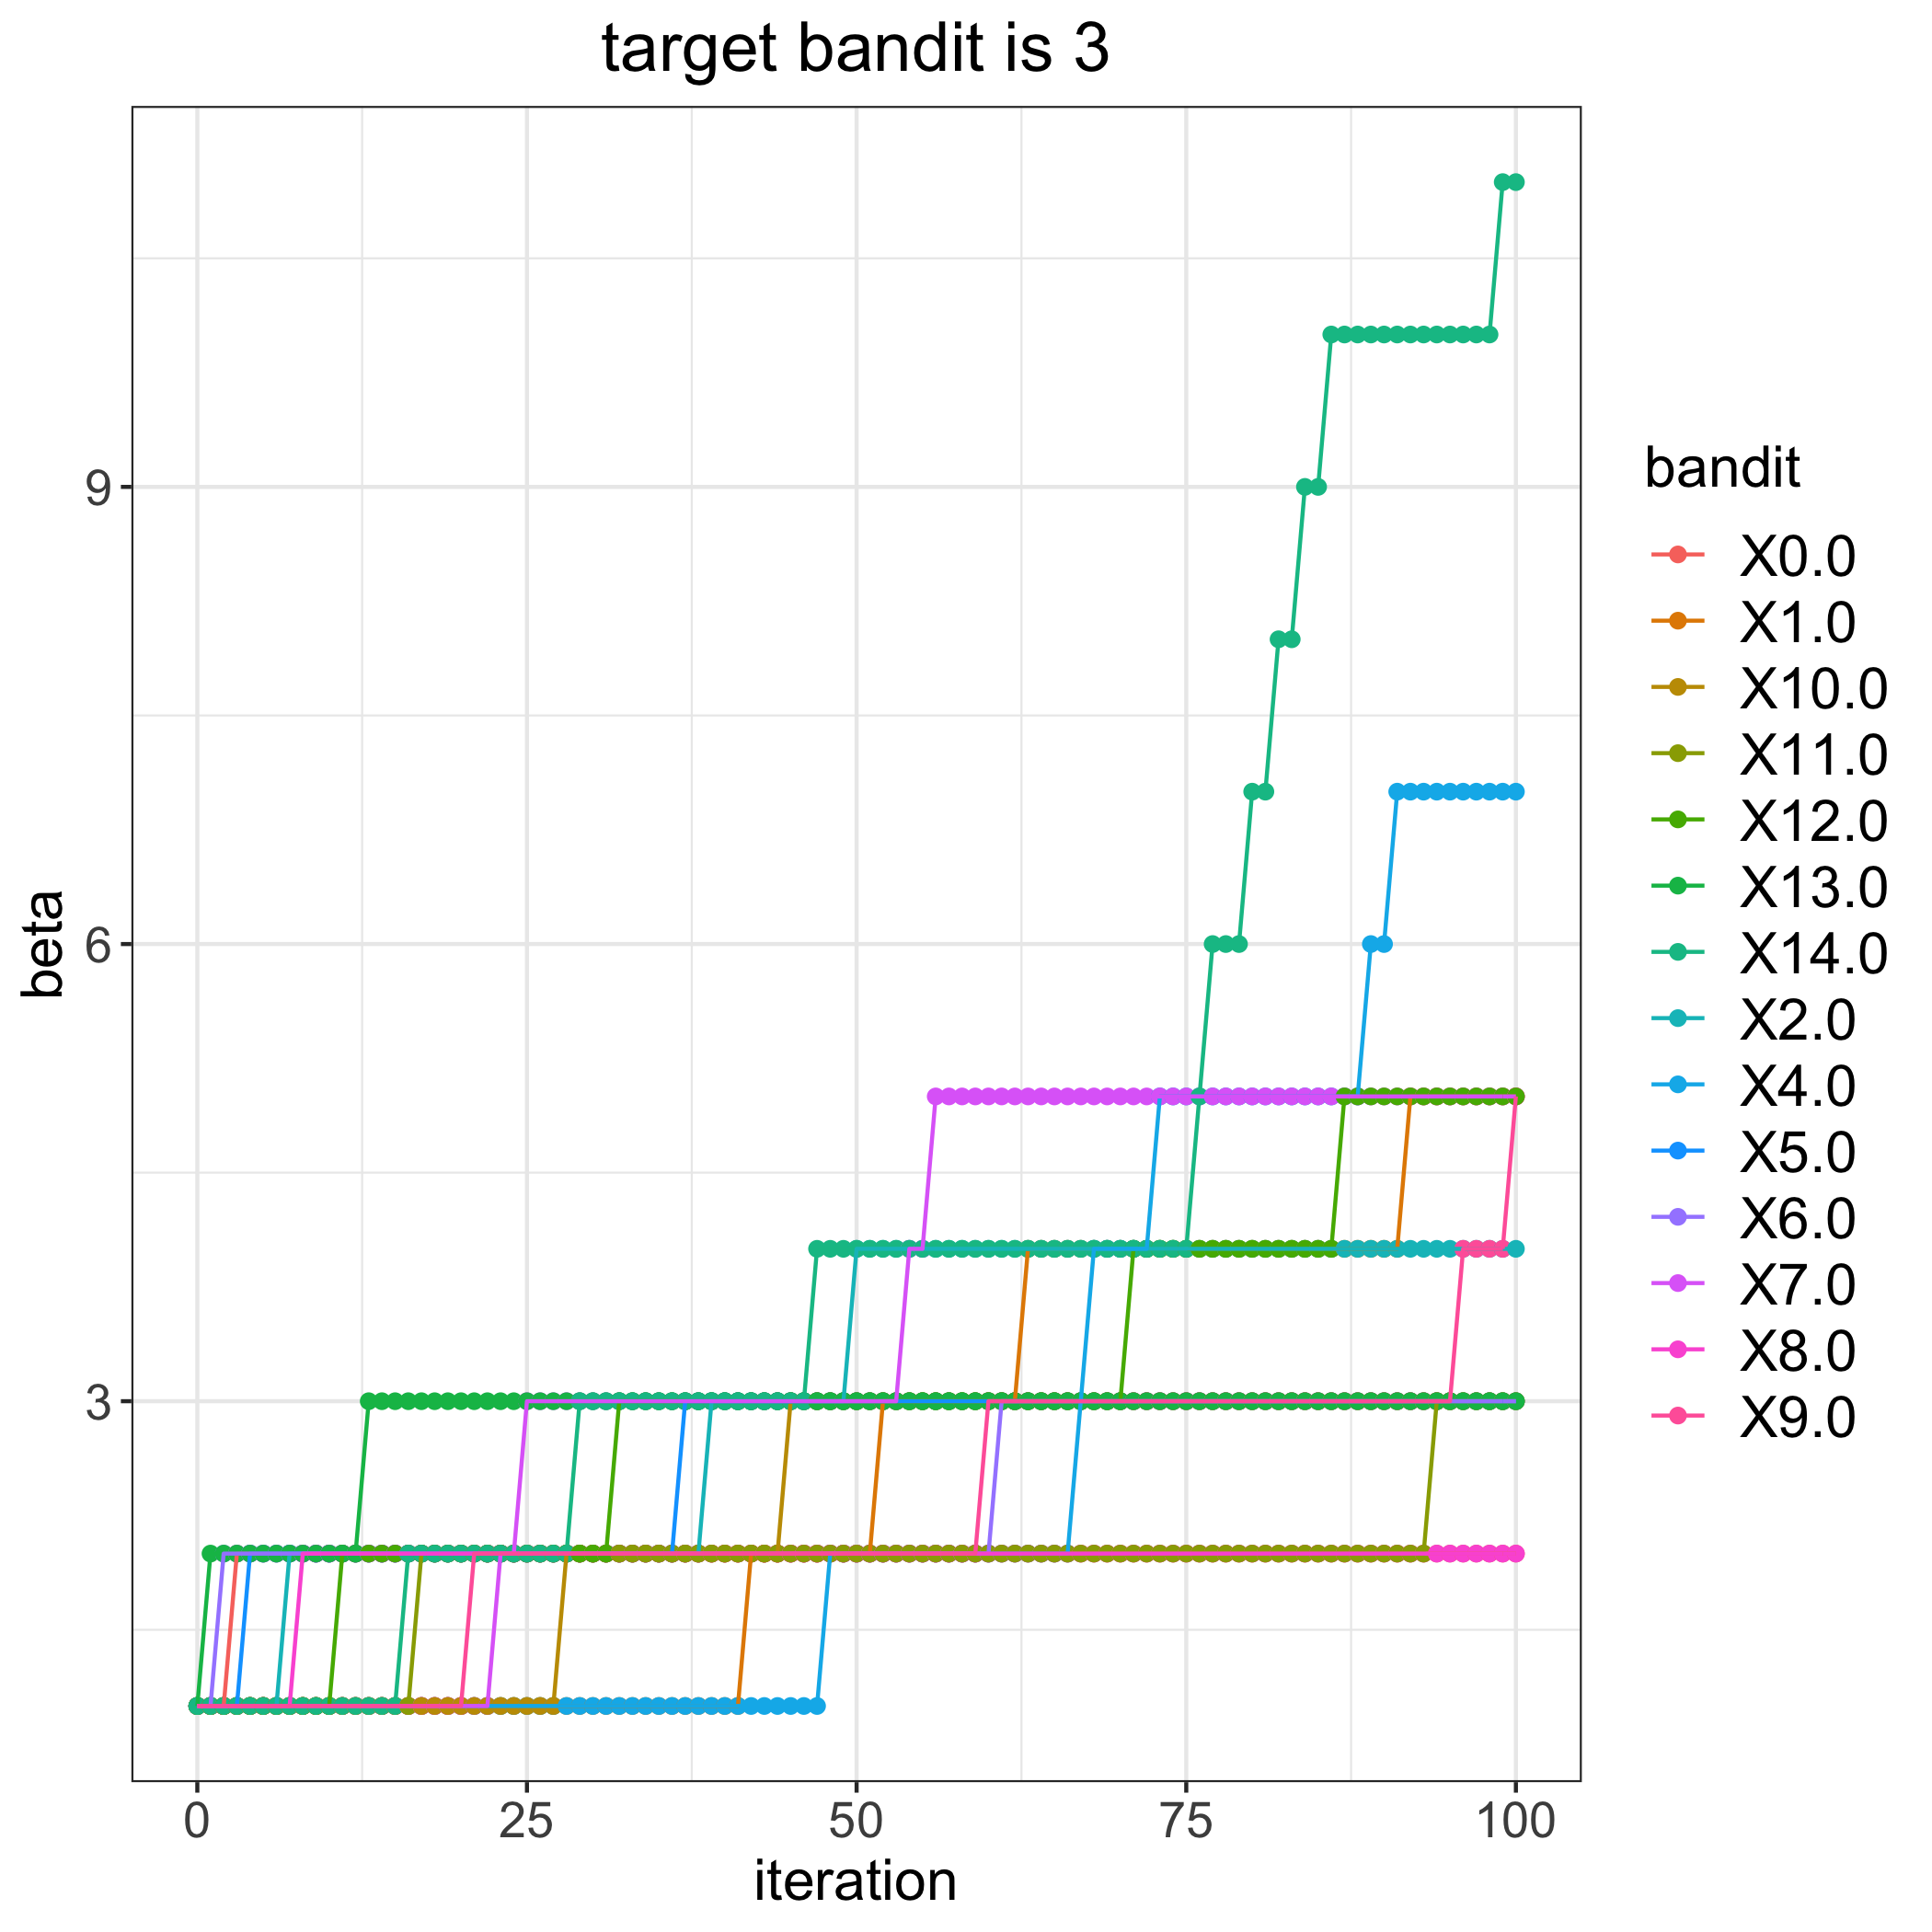 target bandit is 3
9
6
3
beta
0
25
50
75
100
iteration
bandit
X0.0
X1.0
X10.0
X11.0
X12.0
X13.0
X14.0
X2.0
X4.0
X5.0
X6.0
X7.0
X8.0
X9.0